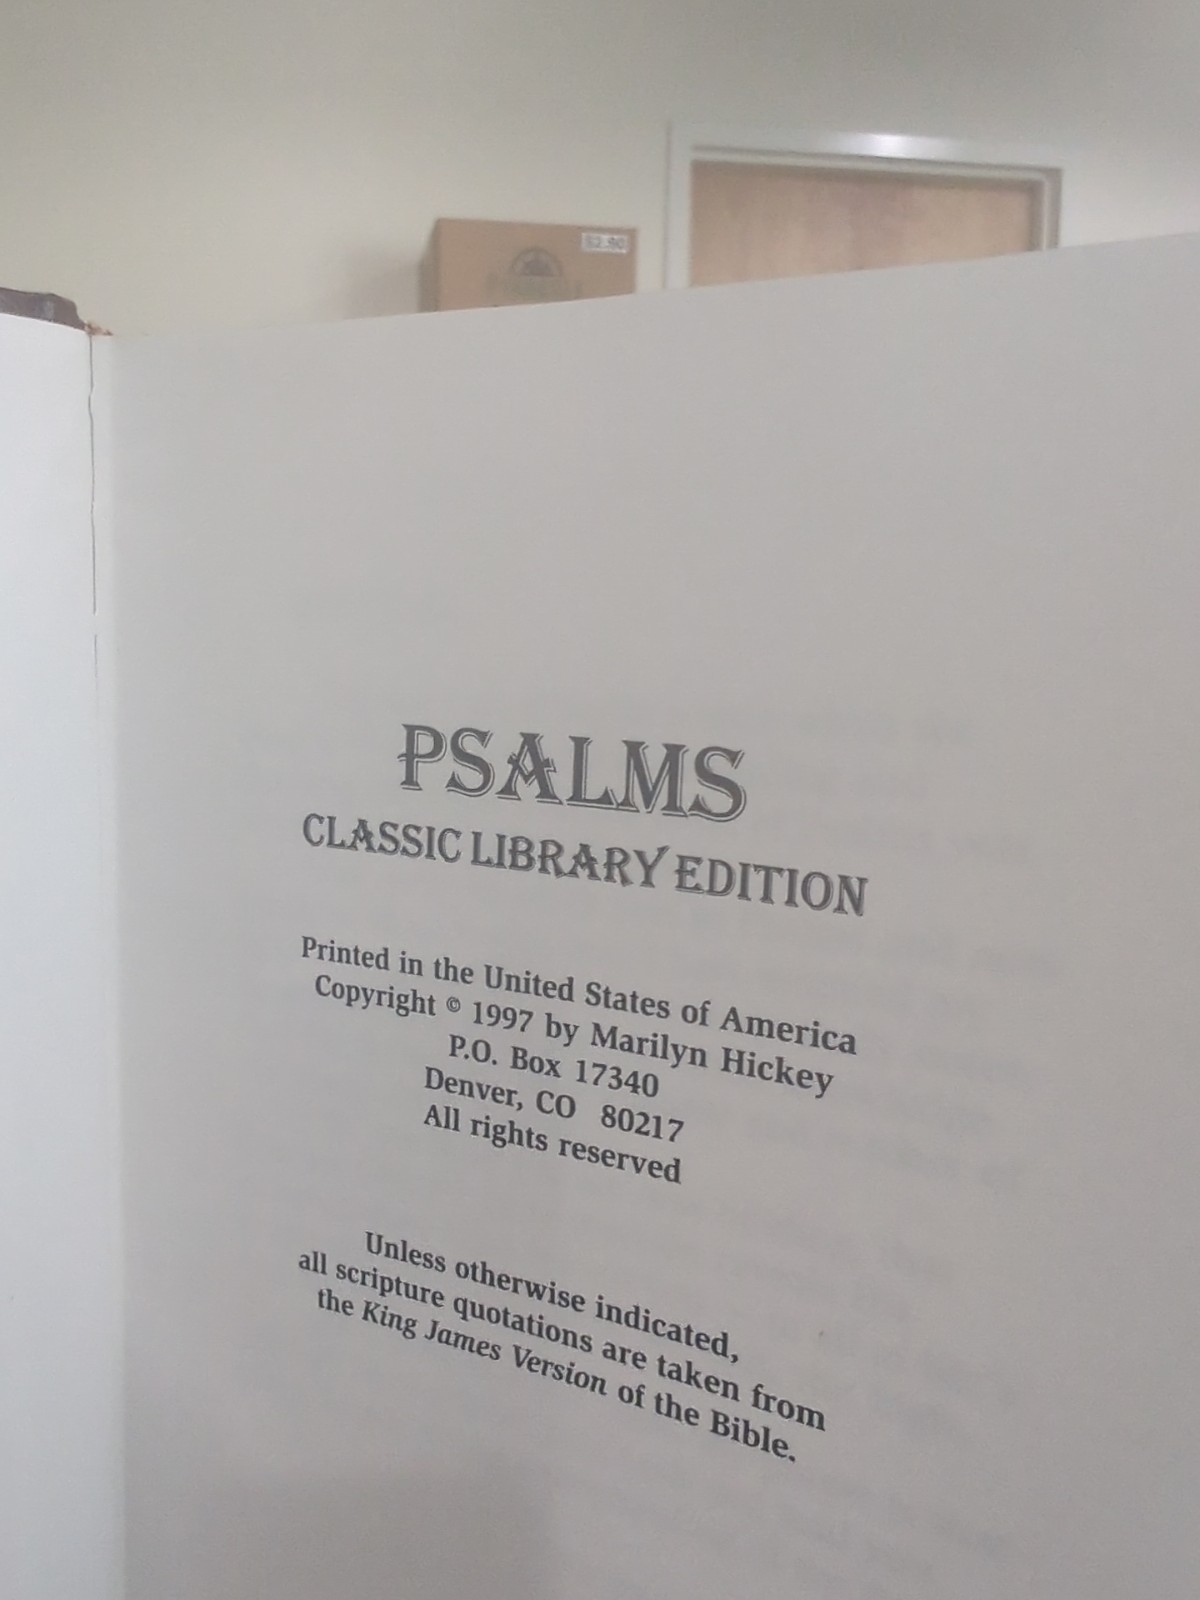 PSALMS
CLASSIC LIBRARY EDITION
Printed in the United States of America
Copyright © 1997 by Marilyn Hickey
P.O. Box 17340
Denver, CO 80217
All rights reserved
Unless otherwise indicated,
all scripture quotations are taken from
the King James Version of the Bible.